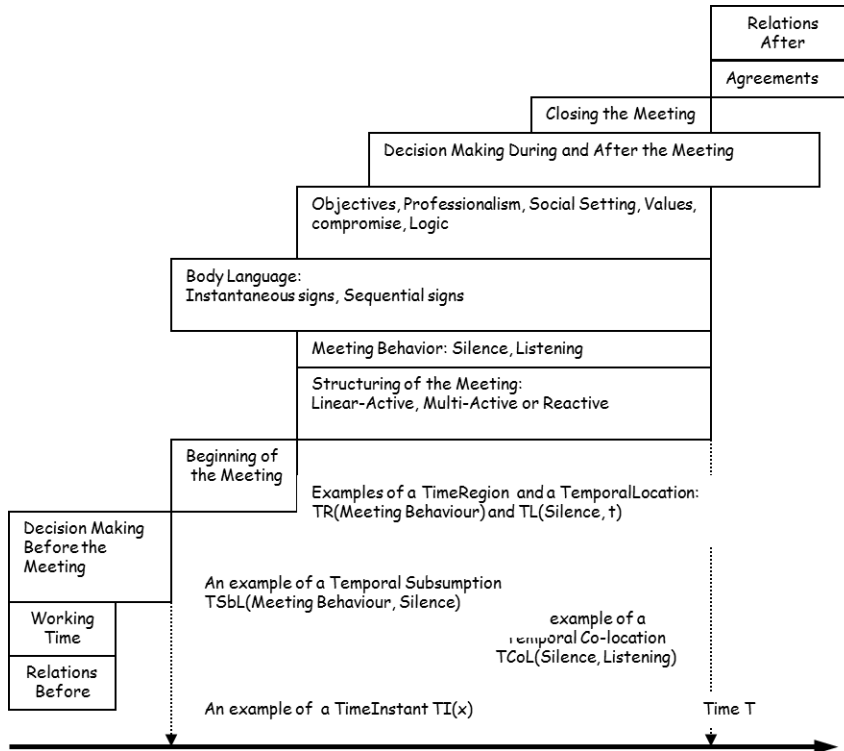 Relations
After
Agreements
Closing the Meeting
Decision Making During and After the Meeting
Objectives, Professionalism, Social Setting, Values,
compromise, Logic
Body Language:
Instantaneous signs, Sequential signs
Meeting Behavior: Silence, Listening
Structuring of the Meeting:
Linear-Active, Multi-Active or Reactive
Beginning of
the Meeting
Examples of a TimeRegion and a TemporalLocation:
TR(Meeting Behaviour) and TL(Silence, t)
Decision Making
Before the
Meeting
An example of a Temporal Subsumption
TSbL(Meeting Behaviour, Silence)
Working
Time
example of a
Temporal Co-location
TCoL(Silence, Listening)
Relations
Before
An example of a TimeInstant TI(x)
Time T